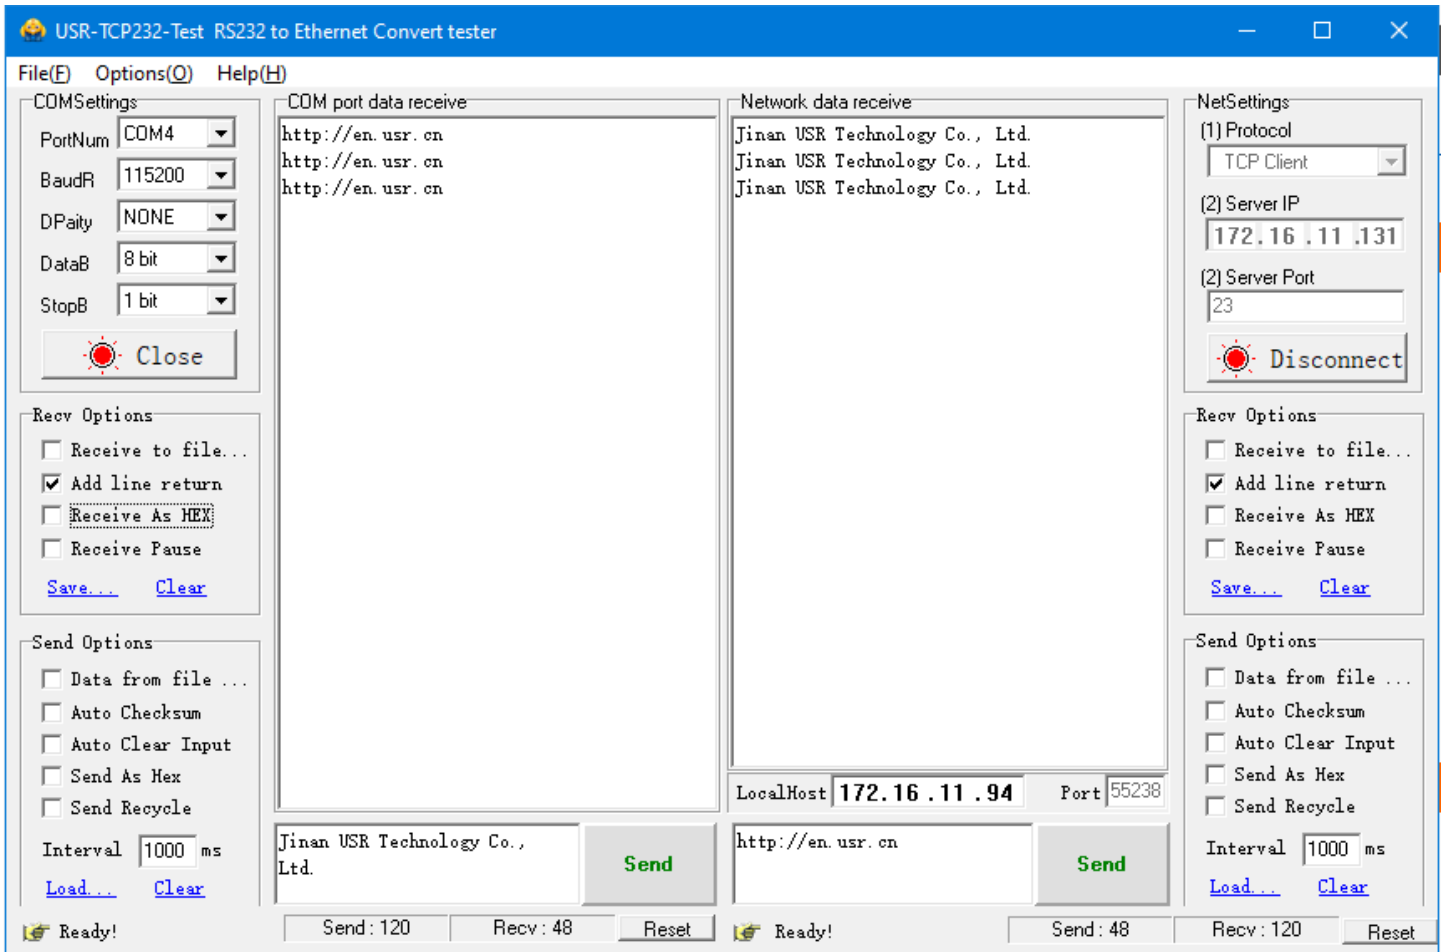 USR-TCP232-Test RS232 to Ethernet Convert tester
File(F) Options(O) Help(H)
COMSettings
PortNum COM4
BaudR 115200
DPaity NONE
DataB 8 bit
StopB 1 bit
Close
Recv Options
Receive to file...
Add line return
Receive As HEX
Receive Pause
Save... Clear
Send Options
Data from file ...
Auto Checksum
Auto Clear Input
Send As Hex
Send Recycle
Interval 1000 ms
Load... Clear
Ready!
COM port data receive
http://en.usr.cn
http://en.usr.cn
http://en.usr.cn
Jinan USR Technology Co.,
Ltd.
Send
Send : 120 Recv : 48 Reset
Network data receive
Jinan USR Technology Co., Ltd.
Jinan USR Technology Co., Ltd.
Jinan USR Technology Co., Ltd.
LocalHost 172.16.11.94 Port 55238
http://en.usr.cn
Send
Ready!
Send : 48 Recv : 120 Reset
NetSettings
(1) Protocol
TCP Client
(2) Server IP
172.16.11.131
(2) Server Port
23
Disconnect
Recv Options
Receive to file...
Add line return
Receive As HEX
Receive Pause
Save... Clear
Send Options
Data from file ...
Auto Checksum
Auto Clear Input
Send As Hex
Send Recycle
Interval 1000 ms
Load... Clear